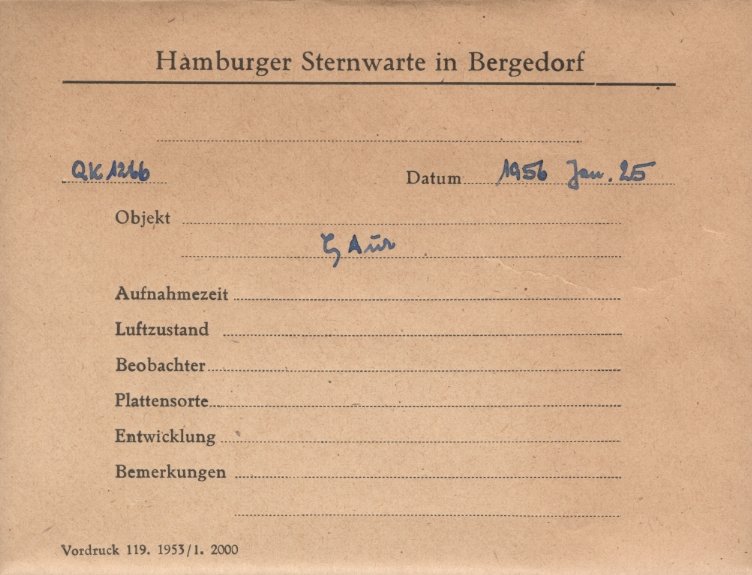 Hamburger Sternwarte in Bergedorf
QK 1266 Datum 1956 Jan. 25
Objekt
ζ Aur
Aufnahmezeit
Luftzustand
Beobachter
Plattensorte
Entwicklung
Bemerkungen
Vordruck 119. 1953/1. 2000